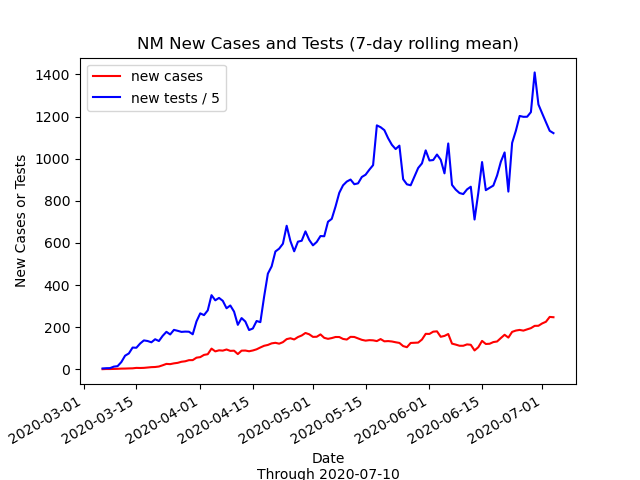 NM New Cases and Tests (7-day rolling mean)
new cases
new tests / 5
New Cases or Tests
1400
1200
1000
800
600
400
200
0
2020-03-01
2020-03-15
2020-04-01
2020-04-15
2020-05-01
2020-05-15
2020-06-01
2020-06-15
2020-07-01
Date
Through 2020-07-10